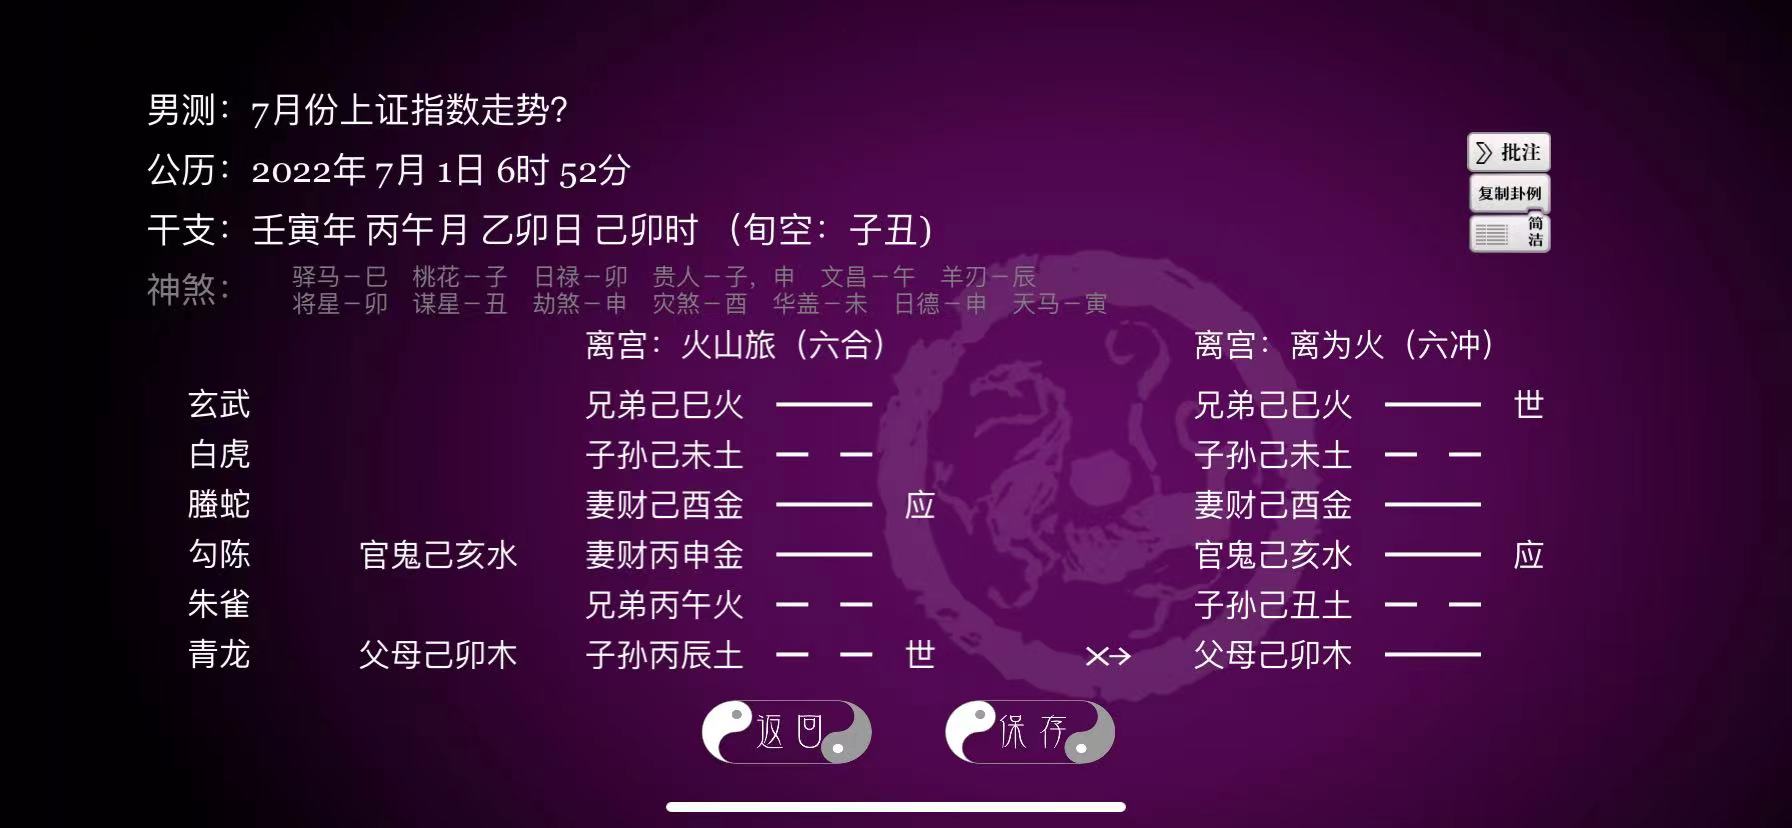 男测：7月份上证指数走势？
公历：2022年 7月 1日 6时 52分
干支：壬寅年 丙午月 乙卯日 己卯时 （旬空：子丑）
神煞： 驿马－巳 桃花－子 日禄－卯 贵人－子，申 文昌－午 羊刃－辰
将星－卯 谋星－丑 劫煞－申 灾煞－酉 华盖－未 日德－申 天马－寅
批注
复制卦例
简洁
离宫：火山旅（六合） 离宫：离为火（六冲）
玄武 兄弟己巳火 兄弟己巳火 世
白虎 子孙己未土 子孙己未土
螣蛇 妻财己酉金 应 妻财己酉金
勾陈 官鬼己亥水 妻财丙申金 官鬼己亥水 应
朱雀 兄弟丙午火 子孙己丑土
青龙 父母己卯木 子孙丙辰土 世 ×→ 父母己卯木
返回 保存